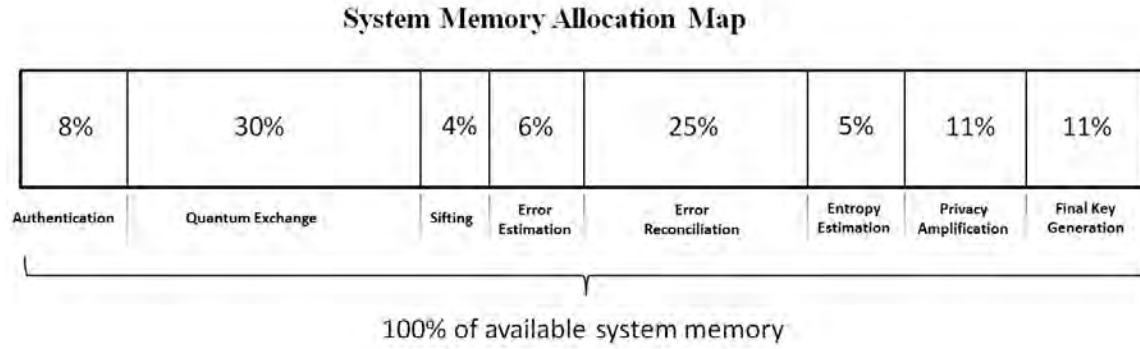 System Memory Allocation Map
8% 30% 4% 6% 25% 5% 11% 11%
Authentication Quantum Exchange Sifting Error Estimation Error Reconciliation Entropy Estimation Privacy Amplification Final Key Generation
100% of available system memory